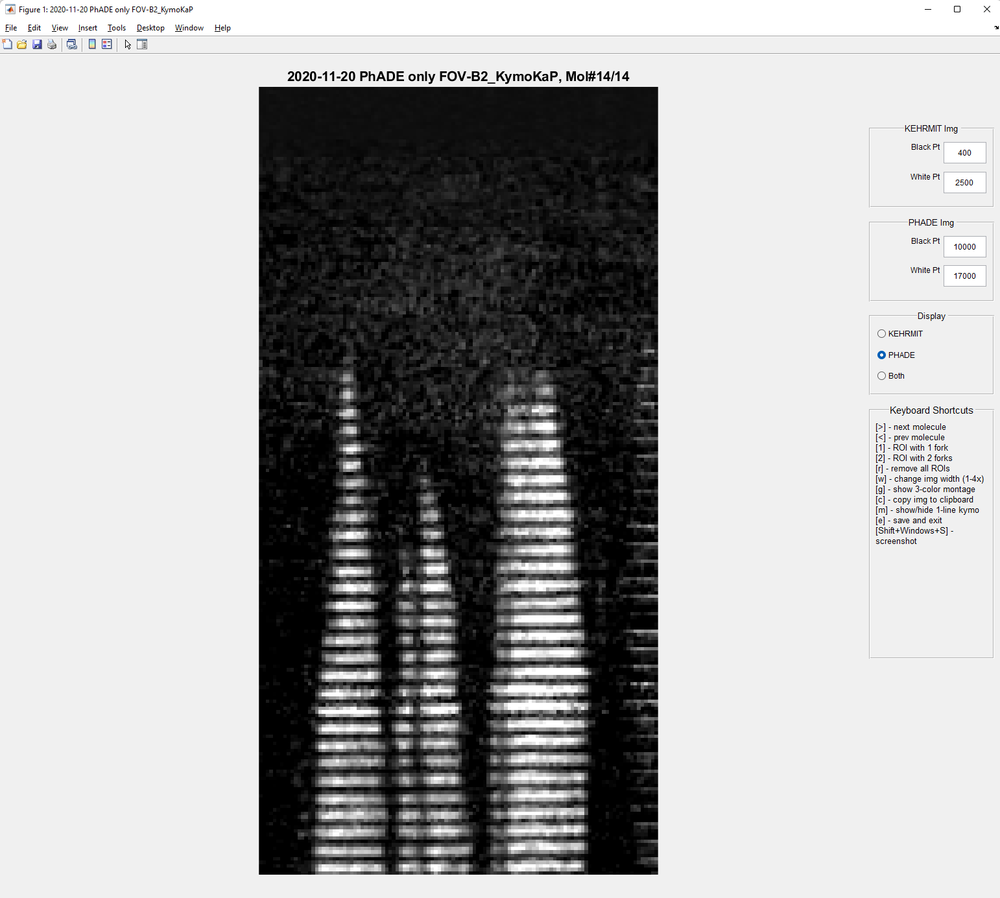 Figure 1: 2020-11-20 PhADE only FOV-B2_KymoKaP
File Edit View Insert Tools Desktop Window Help
2020-11-20 PhADE only FOV-B2_KymoKaP, Mol#14/14
KEHRMIT Img
Black Pt 400
White Pt 2500
PHADE Img
Black Pt 10000
White Pt 17000
Display
KEHRMIT
PHADE
Both
Keyboard Shortcuts
[>] - next molecule
[<] - prev molecule
[1] - ROI with 1 fork
[2] - ROI with 2 forks
[r] - remove all ROIs
[w] - change img width (1-4x)
[g] - show 3-color montage
[c] - copy img to clipboard
[m] - show/hide 1-line kymo
[e] - save and exit
[Shift+Windows+S] -
screenshot